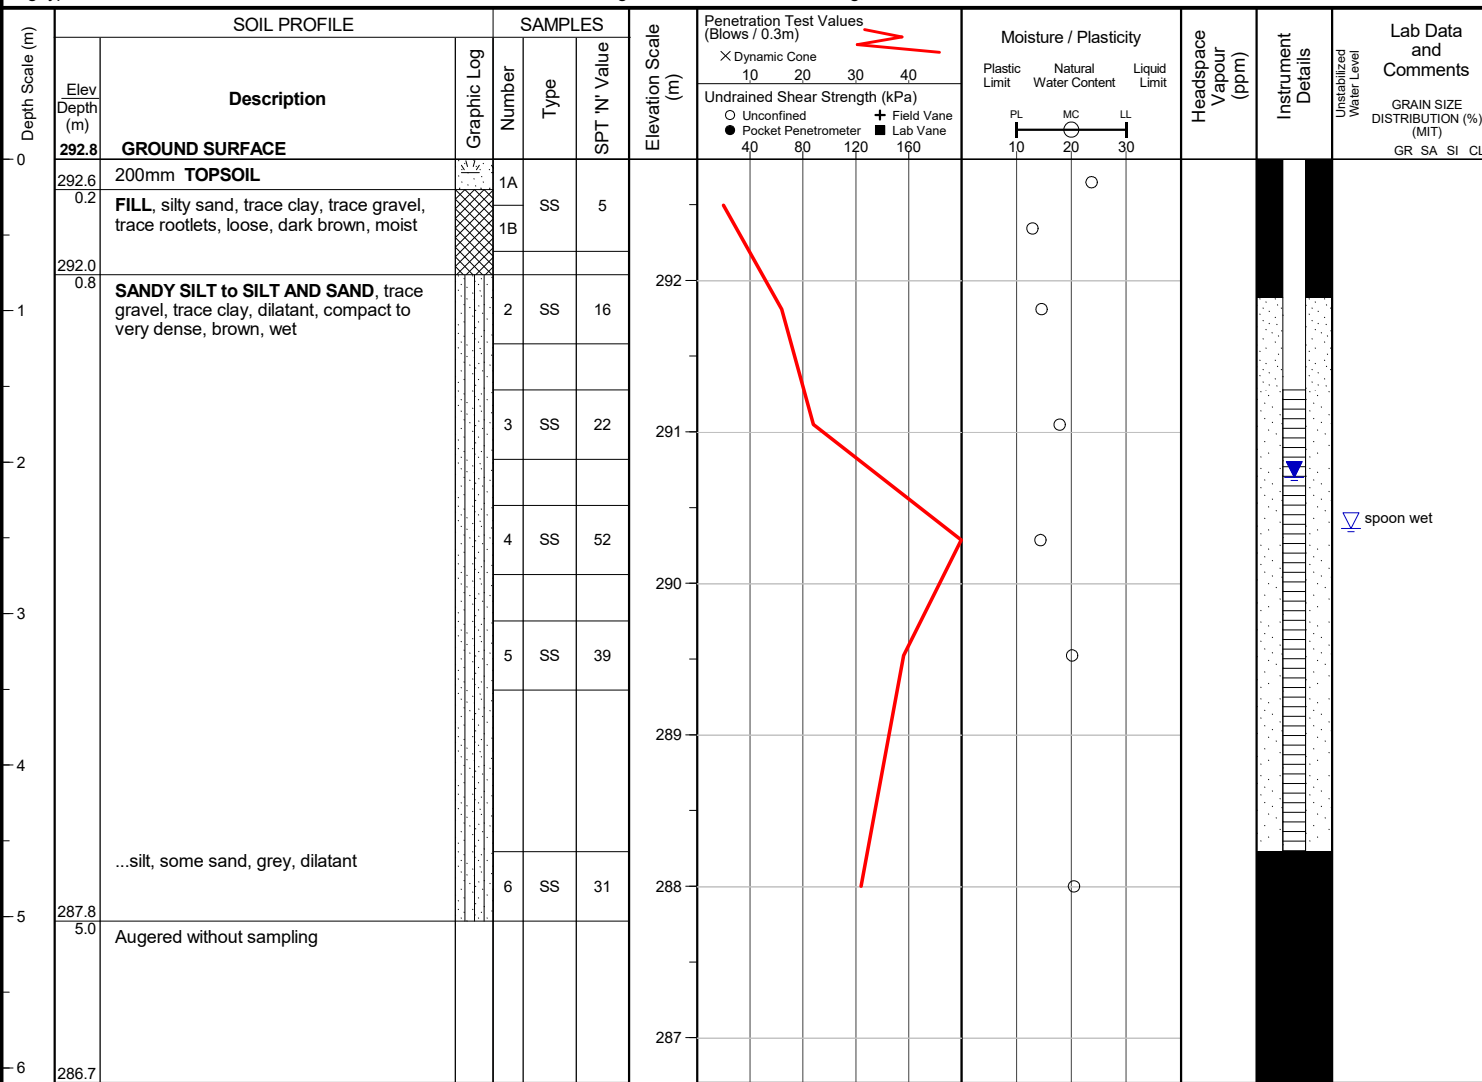 SOIL PROFILE
SAMPLES
Depth Scale (m)
Elev
Depth
(m)
Description
Graphic Log
Number
Type
SPT 'N' Value
Elevation Scale
(m)
Penetration Test Values
(Blows / 0.3m)
× Dynamic Cone
10 20 30 40
Undrained Shear Strength (kPa)
Unconfined
Field Vane
Pocket Penetrometer
Lab Vane
40 80 120 160
Moisture / Plasticity
Plastic
Limit
Natural
Water Content
Liquid
Limit
PL MC LL
10 20 30
Headspace
Vapour
(ppm)
Instrument
Details
Unstabilized
Water Level
Lab Data
and
Comments
GRAIN SIZE
DISTRIBUTION (%)
(MIT)
GR SA SI CL
292.8 GROUND SURFACE
0
292.6 200mm TOPSOIL
0.2
FILL, silty sand, trace clay, trace gravel,
trace rootlets, loose, dark brown, moist
1A
1B
SS 5
292.0
0.8
SANDY SILT to SILT AND SAND, trace
gravel, trace clay, dilatant, compact to
very dense, brown, wet
292
1
2 SS 16
3 SS 22
291
2
spoon wet
4 SS 52
290
3
5 SS 39
289
4
...silt, some sand, grey, dilatant
6 SS 31
288
287.8
5
5.0
Augered without sampling
287
6
286.7